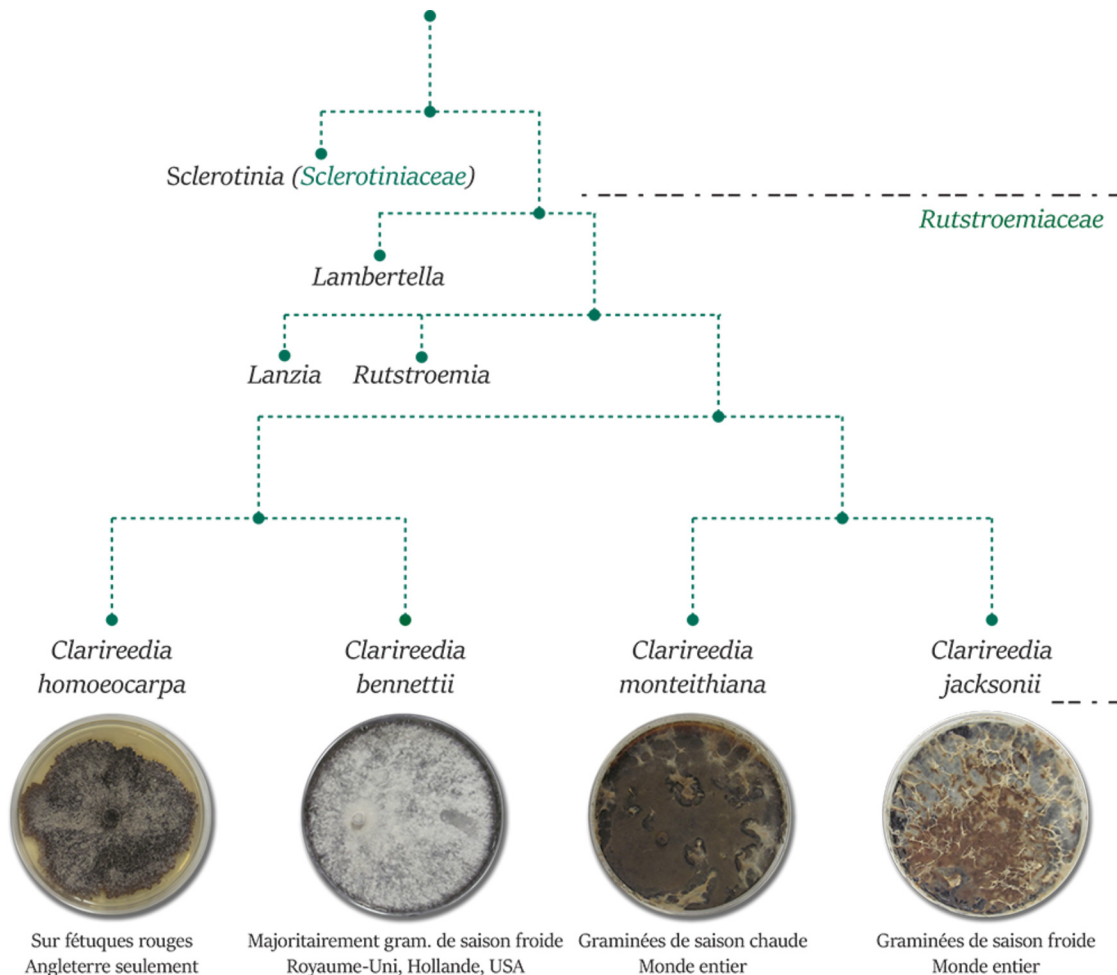 Sclerotinia (Sclerotiniaceae)
Rutstroemiaceae
Lambertella
Lanzia
Rutstroemia
Clarireedia
homoeocarpa
Clarireedia
bennettii
Clarireedia
monteithiana
Clarireedia
jacksonii
Sur fétuques rouges
Angleterre seulement
Majoritairement gram. de saison froide
Royaume-Uni, Hollande, USA
Graminées de saison chaude
Monde entier
Graminées de saison froide
Monde entier